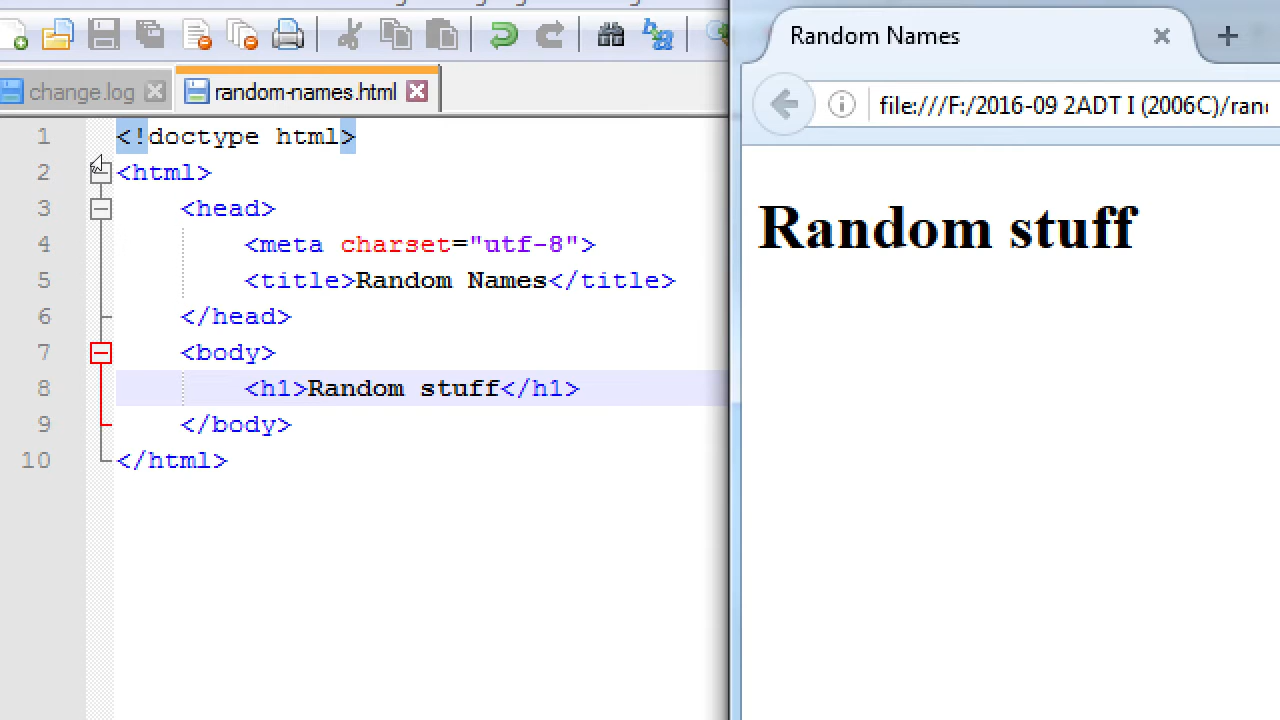 change.log
random-names.html
1 <!doctype html>
2 <html>
3 <head>
4 <meta charset="utf-8">
5 <title>Random Names</title>
6 </head>
7 <body>
8 <h1>Random stuff</h1>
9 </body>
10 </html>
Random Names
file:///F:/2016-09 2ADT I (2006C)/ran
Random stuff